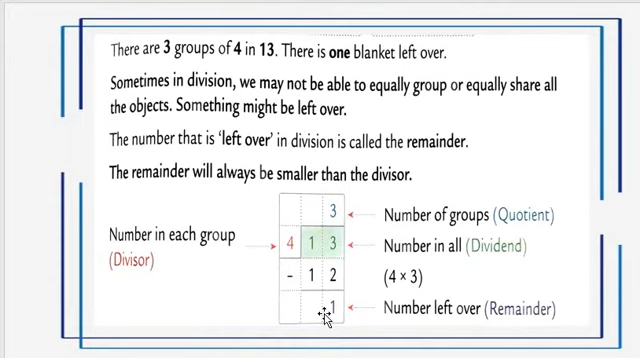 There are 3 groups of 4 in 13. There is one blanket left over.
Sometimes in division, we may not be able to equally group or equally share all
the objects. Something might be left over.
The number that is ‘left over’ in division is called the remainder.
The remainder will always be smaller than the divisor.
3
Number of groups (Quotient)
Number in each group
(Divisor)
4 1 3
Number in all (Dividend)
- 1 2
(4 × 3)
1
Number left over (Remainder)